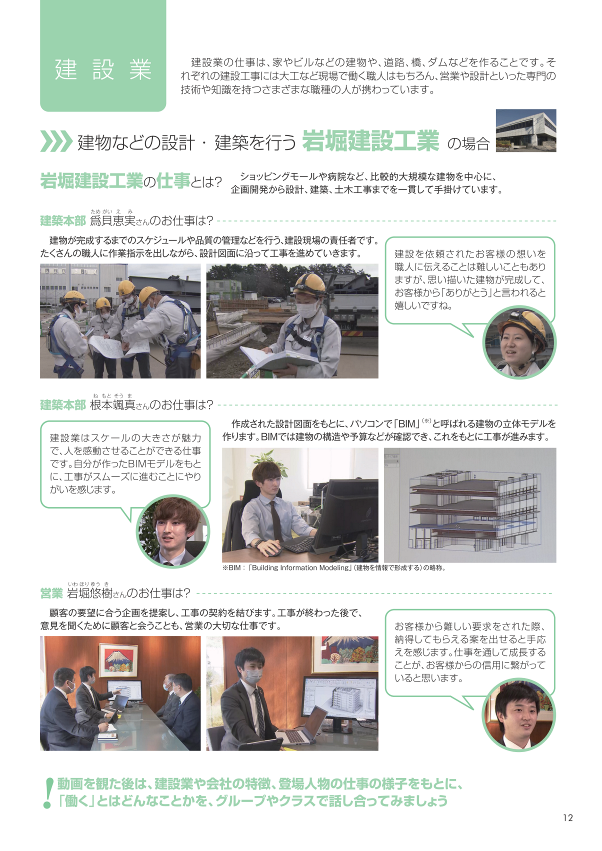 建設業
建設業の仕事は、家やビルなどの建物や、道路、橋、ダムなどを作ることです。そ
れぞれの建設工事には大工など現場で働く職人はもちろん、営業や設計といった専門の
技術や知識を持つさまざまな職種の人が携わっています。
建物などの設計・建築を行う 岩堀建設工業 の場合
岩堀建設工業の仕事とは?
ショッピングモールや病院など、比較的大規模な建物を中心に、
企画開発から設計、建築、土木工事までを一貫して手掛けています。
ためがい えみ
建築本部 爲貝恵実さんのお仕事は?
建物が完成するまでのスケジュールや品質の管理などを行う、建設現場の責任者です。
たくさんの職人に作業指示を出しながら、設計図面に沿って工事を進めていきます。
建設を依頼されたお客様の想いを
職人に伝えることは難しいこともあり
ますが、思い描いた建物が完成して、
お客様から「ありがとう」と言われると
嬉しいですね。
ねもと そうま
建築本部 根本颯真さんのお仕事は?
作成された設計図面をもとに、パソコンで「BIM」(※)と呼ばれる建物の立体モデルを
作ります。BIMでは建物の構造や予算などが確認でき、これをもとに工事が進みます。
建設業はスケールの大きさが魅力
で、人を感動させることができる仕事
です。自分が作ったBIMモデルをもと
に、工事がスムーズに進むことにやり
がいを感じます。
※BIM:「Building Information Modeling」(建物を情報で形成する)の略称。
いわほり ゆうき
営業 岩堀悠樹さんのお仕事は?
顧客の要望に合う企画を提案し、工事の契約を結びます。工事が終わった後で、
意見を聞くために顧客と会うことも、営業の大切な仕事です。
お客様から難しい要求をされた際、
納得してもらえる案を出せると手応
えを感じます。仕事を通して成長する
ことが、お客様からの信用に繋がって
いると思います。
!動画を観た後は、建設業や会社の特徴、登場人物の仕事の様子をもとに、
「働く」とはどんなことかを、グループやクラスで話し合ってみましょう
12